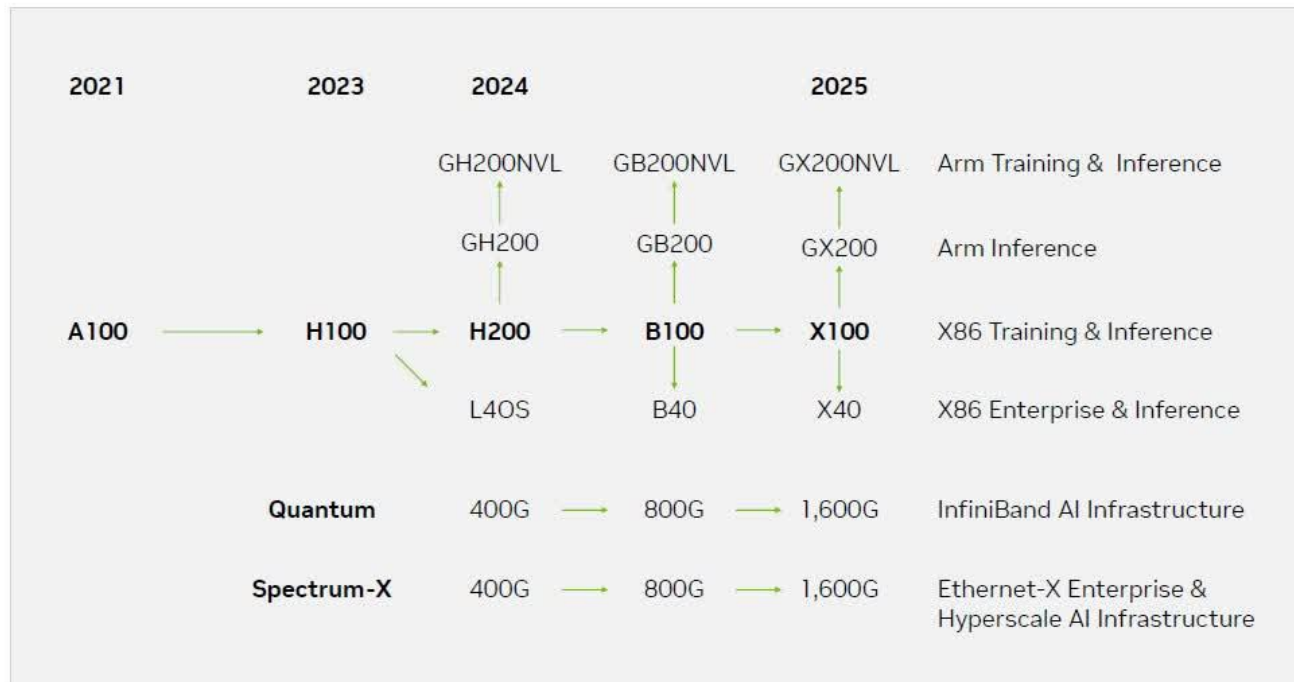 2021 2023 2024 2025
GH200NVL GB200NVL GX200NVL Arm Training & Inference
GH200 GB200 GX200 Arm Inference
A100 H100 H200 B100 X100 X86 Training & Inference
L4OS B40 X40 X86 Enterprise & Inference
Quantum 400G 800G 1,600G InfiniBand AI Infrastructure
Spectrum-X 400G 800G 1,600G Ethernet-X Enterprise &
Hyperscale AI Infrastructure